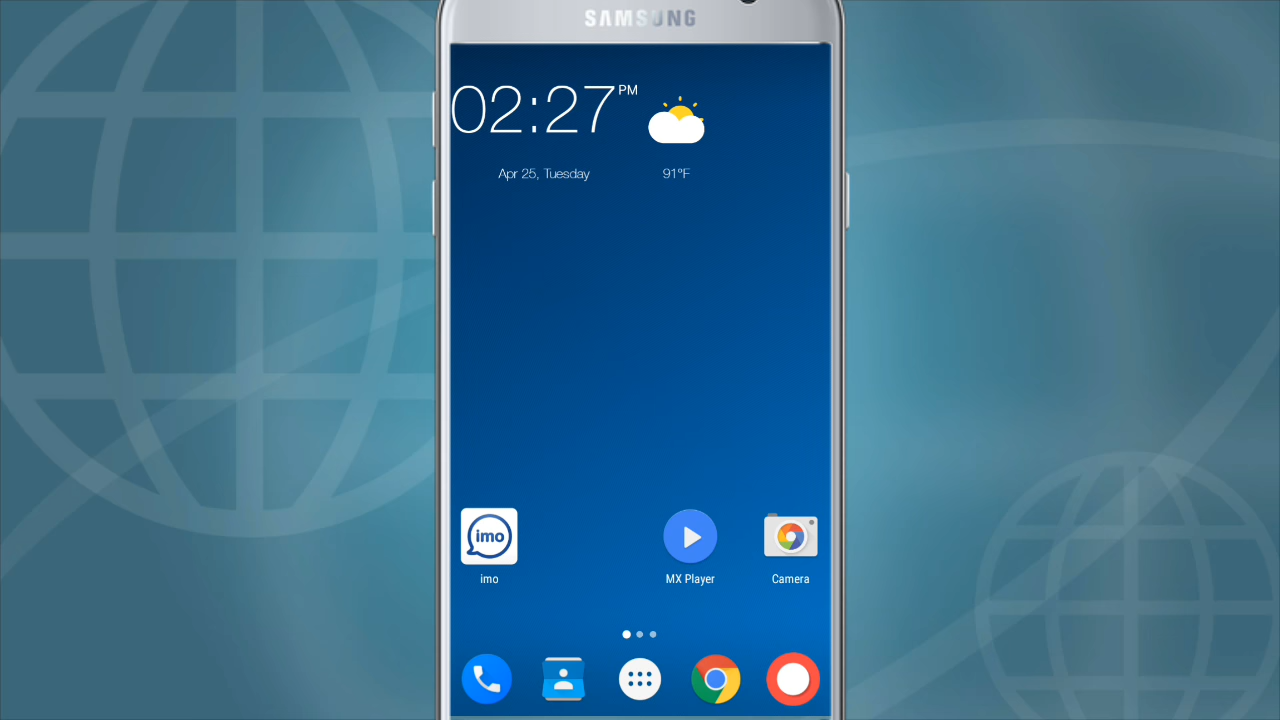 SAMSUNG
02:27 PM
Apr 25, Tuesday
91°F
imo
imo
MX Player
Camera